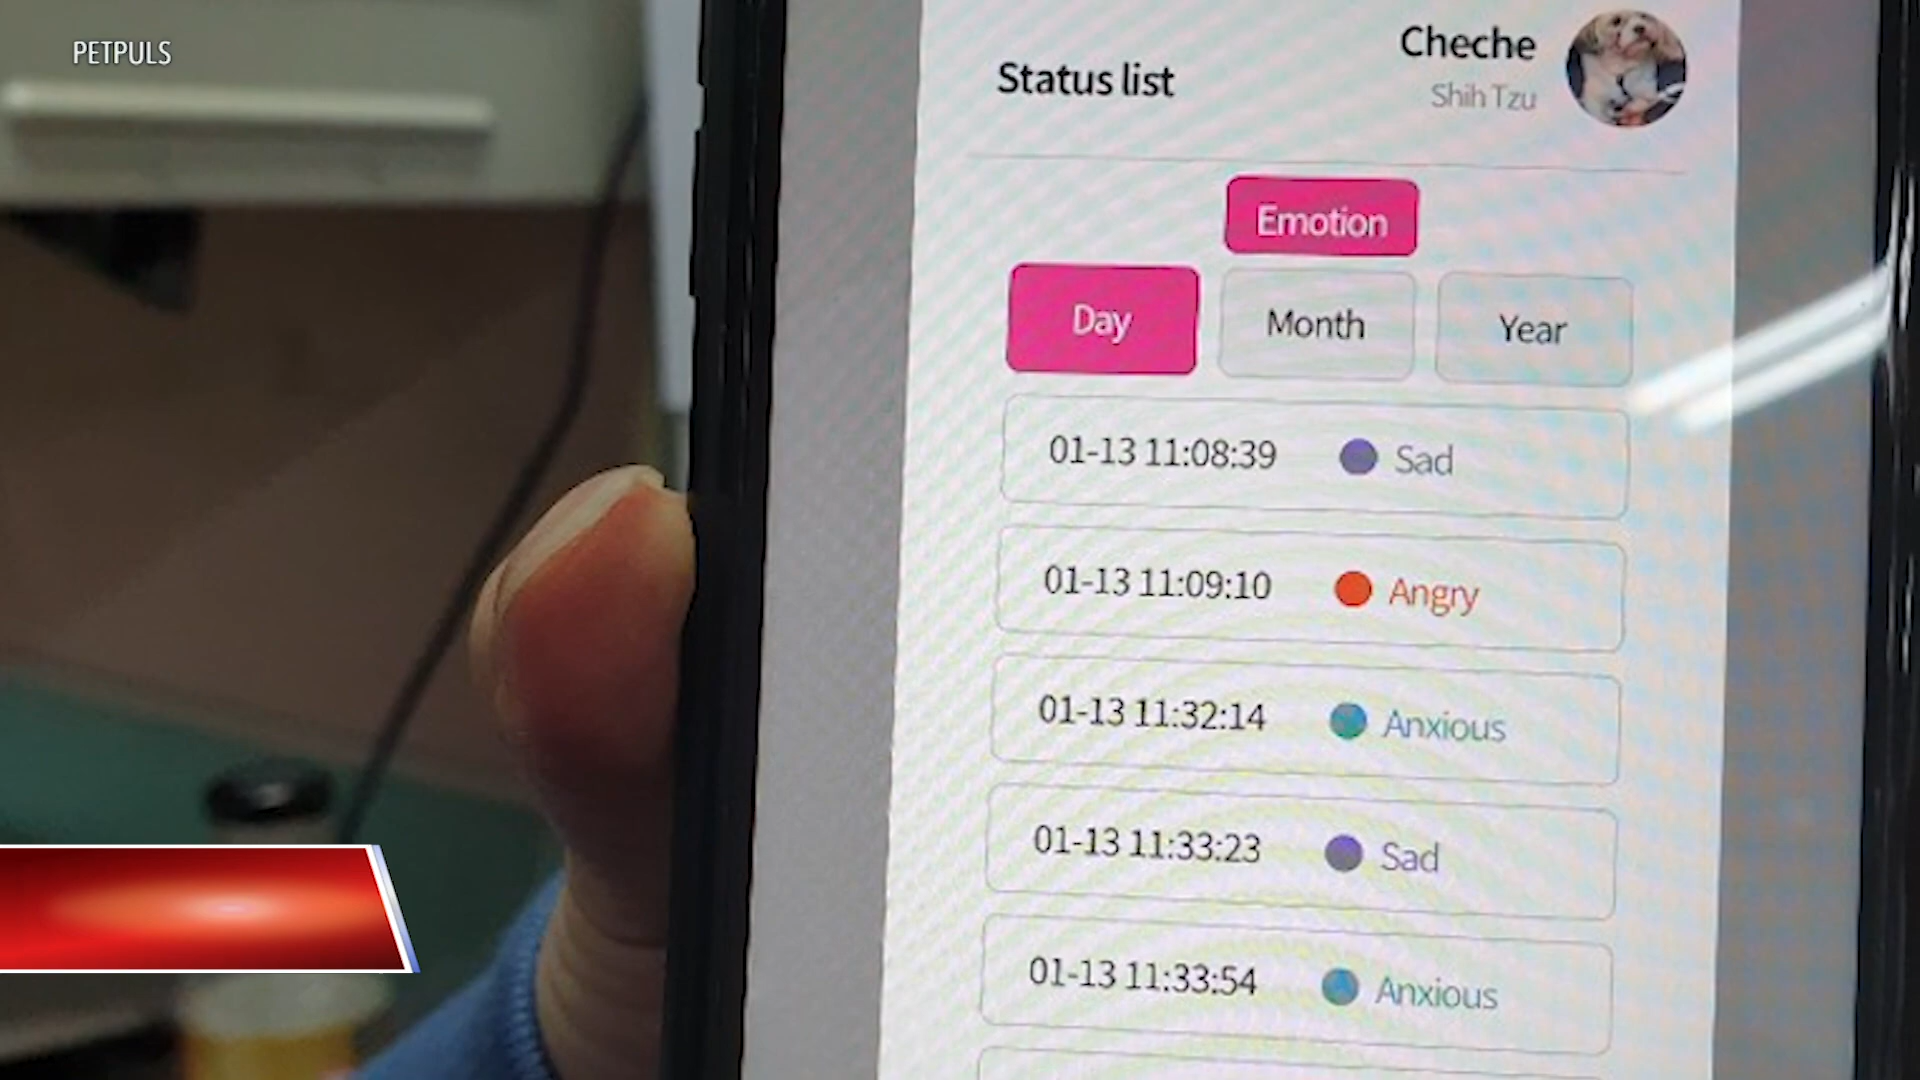 PETPULS
Status list
Cheche
Shih Tzu
Emotion
Day Month Year
01-13 11:08:39 Sad
01-13 11:09:10 Angry
01-13 11:32:14 Anxious
01-13 11:33:23 Sad
01-13 11:33:54 Anxious